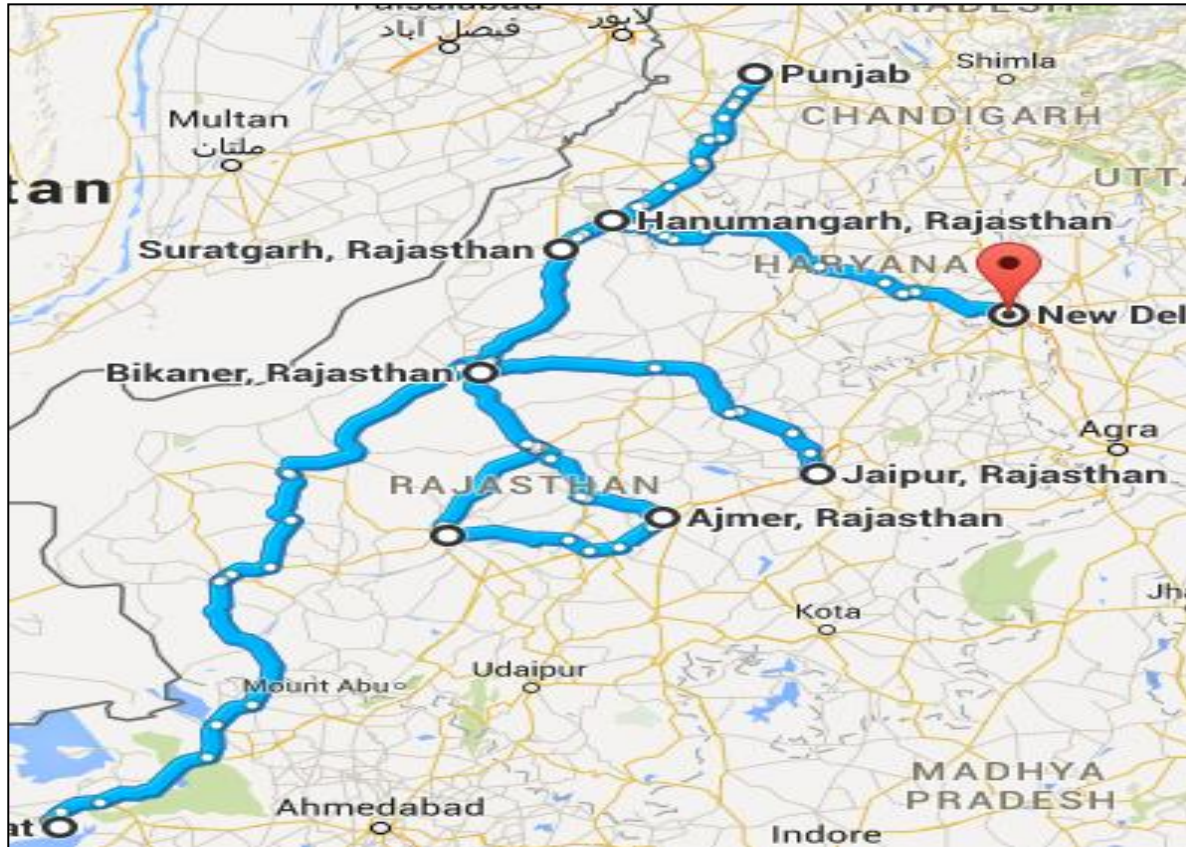 فیصل آباد
لاہور
Punjab
Shimla
CHANDIGARH
Multan
ملتان
tan
UTTA
Hanumangarh, Rajasthan
Suratgarh, Rajasthan
HARYANA
New Del
Bikaner, Rajasthan
Agra
Jaipur, Rajasthan
RAJASTHAN
Ajmer, Rajasthan
Jha
Kota
Udaipur
Mount Abu
MADHYA
PRADESH
Ahmedabad
at
Indore